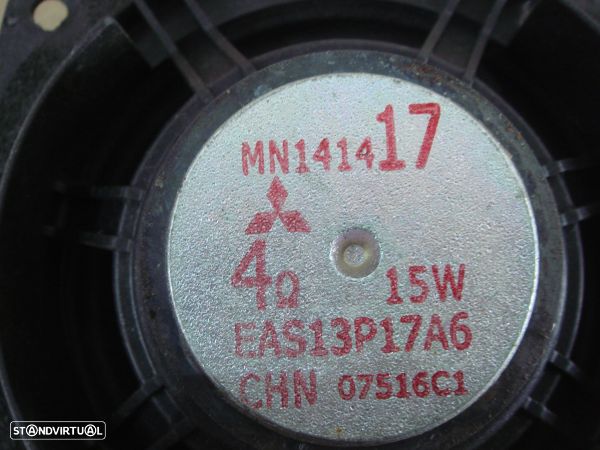 MN141417
4Ω 15W
EAS13P17A6
CHN 07516C1
STANDVIRTUAL